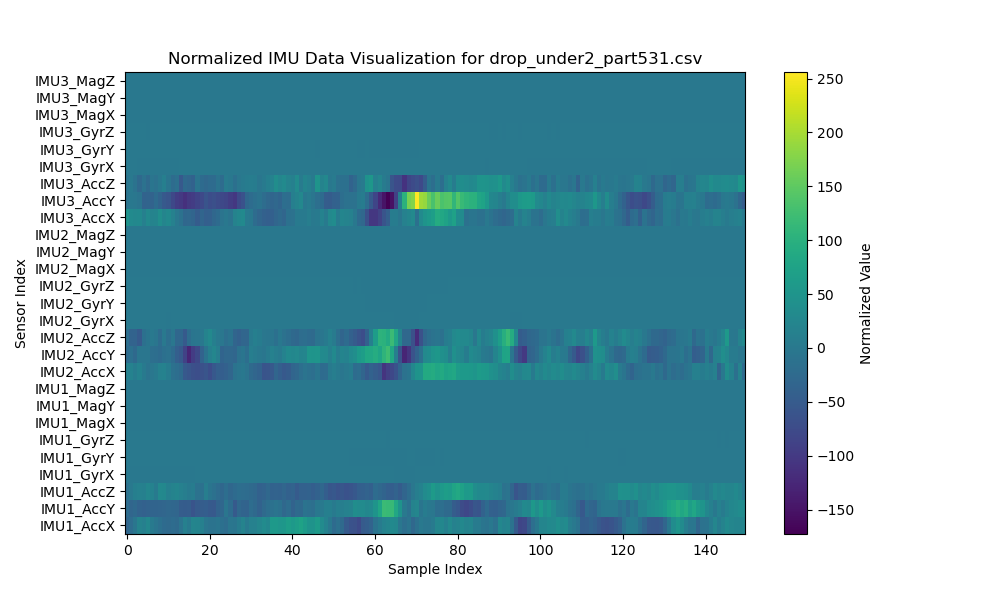 Normalized IMU Data Visualization for drop_under2_part531.csv
IMU3_MagZ
IMU3_MagY
IMU3_MagX
IMU3_GyrZ
IMU3_GyrY
IMU3_GyrX
IMU3_AccZ
IMU3_AccY
IMU3_AccX
IMU2_MagZ
IMU2_MagY
IMU2_MagX
IMU2_GyrZ
IMU2_GyrY
IMU2_GyrX
IMU2_AccZ
IMU2_AccY
IMU2_AccX
IMU1_MagZ
IMU1_MagY
IMU1_MagX
IMU1_GyrZ
IMU1_GyrY
IMU1_GyrX
IMU1_AccZ
IMU1_AccY
IMU1_AccX
Sensor Index
0 20 40 60 80 100 120 140
Sample Index
250
200
150
100
50
0
−50
−100
−150
Normalized Value